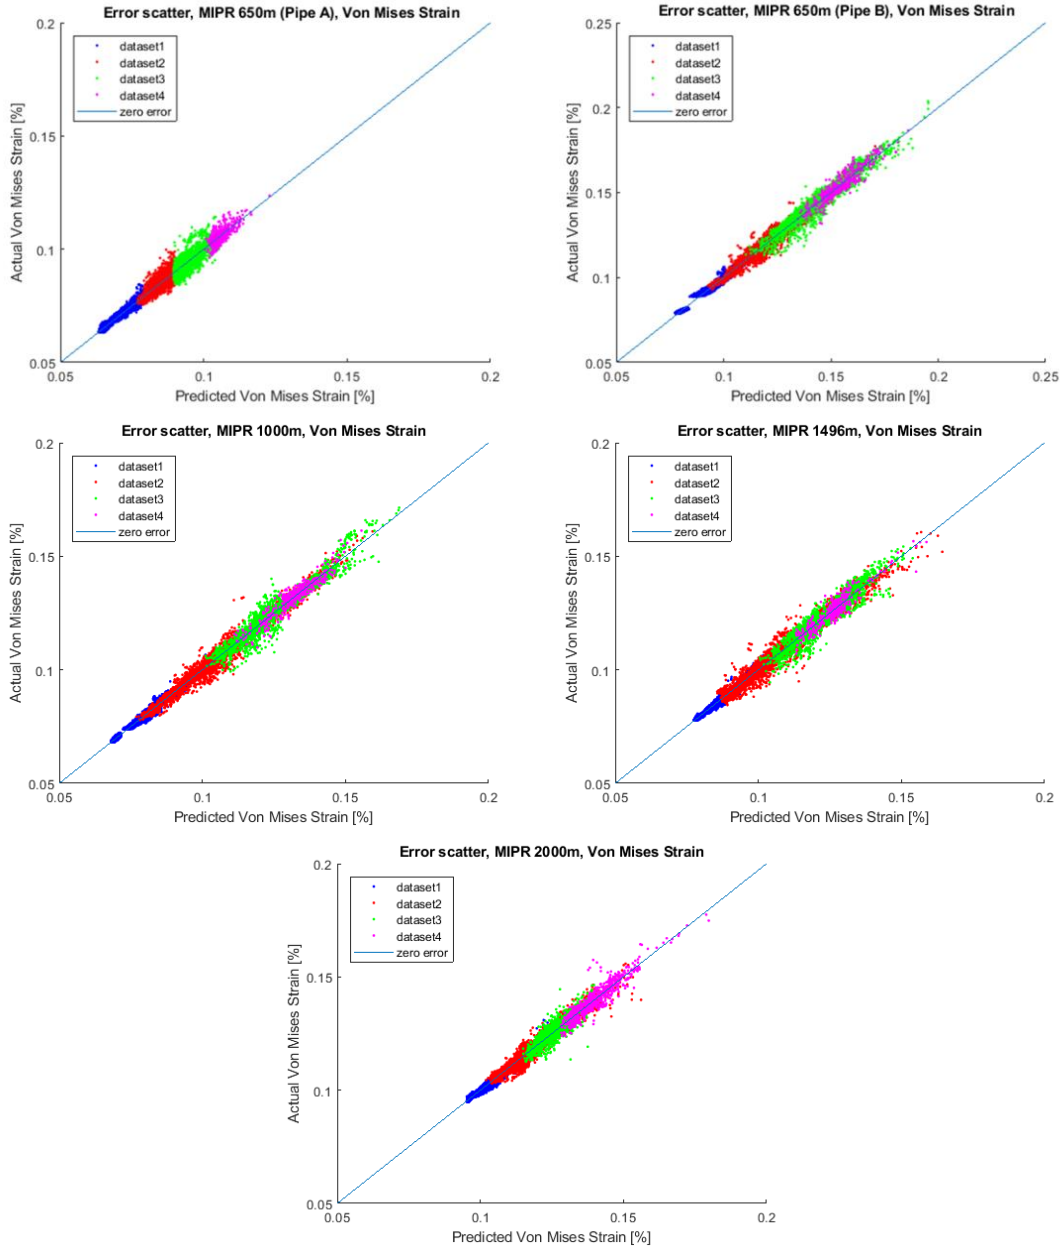 Error scatter, MIPR 650m (Pipe A), Von Mises Strain
0.2
dataset1
dataset2
dataset3
dataset4
zero error
0.15
Actual Von Mises Strain [%]
0.1
0.05
0.05
0.1
0.15
0.2
Predicted Von Mises Strain [%]
Error scatter, MIPR 650m (Pipe B), Von Mises Strain
0.25
dataset1
dataset2
dataset3
dataset4
zero error
0.2
Actual Von Mises Strain [%]
0.15
0.1
0.05
0.05
0.1
0.15
0.2
0.25
Predicted Von Mises Strain [%]
Error scatter, MIPR 1000m, Von Mises Strain
0.2
dataset1
dataset2
dataset3
dataset4
zero error
0.15
Actual Von Mises Strain [%]
0.1
0.05
0.05
0.1
0.15
0.2
Predicted Von Mises Strain [%]
Error scatter, MIPR 1496m, Von Mises Strain
0.2
dataset1
dataset2
dataset3
dataset4
zero error
0.15
Actual Von Mises Strain [%]
0.1
0.05
0.05
0.1
0.15
0.2
Predicted Von Mises Strain [%]
Error scatter, MIPR 2000m, Von Mises Strain
0.2
dataset1
dataset2
dataset3
dataset4
zero error
0.15
Actual Von Mises Strain [%]
0.1
0.05
0.05
0.1
0.15
0.2
Predicted Von Mises Strain [%]